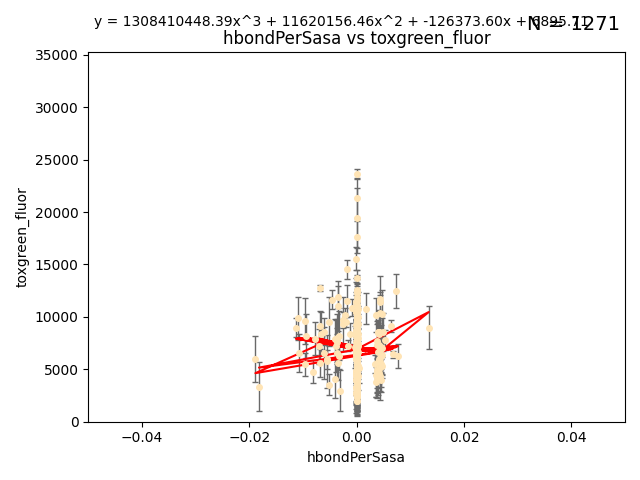 y = 1308410448.39x^3 + 11620156.46x^2 + -126373.60x +
N = 1271
hbondPerSasa vs toxgreen_fluor
35000
30000
25000
20000
15000
10000
5000
0
toxgreen_fluor
−0.04
−0.02
0.00
0.02
0.04
hbondPerSasa